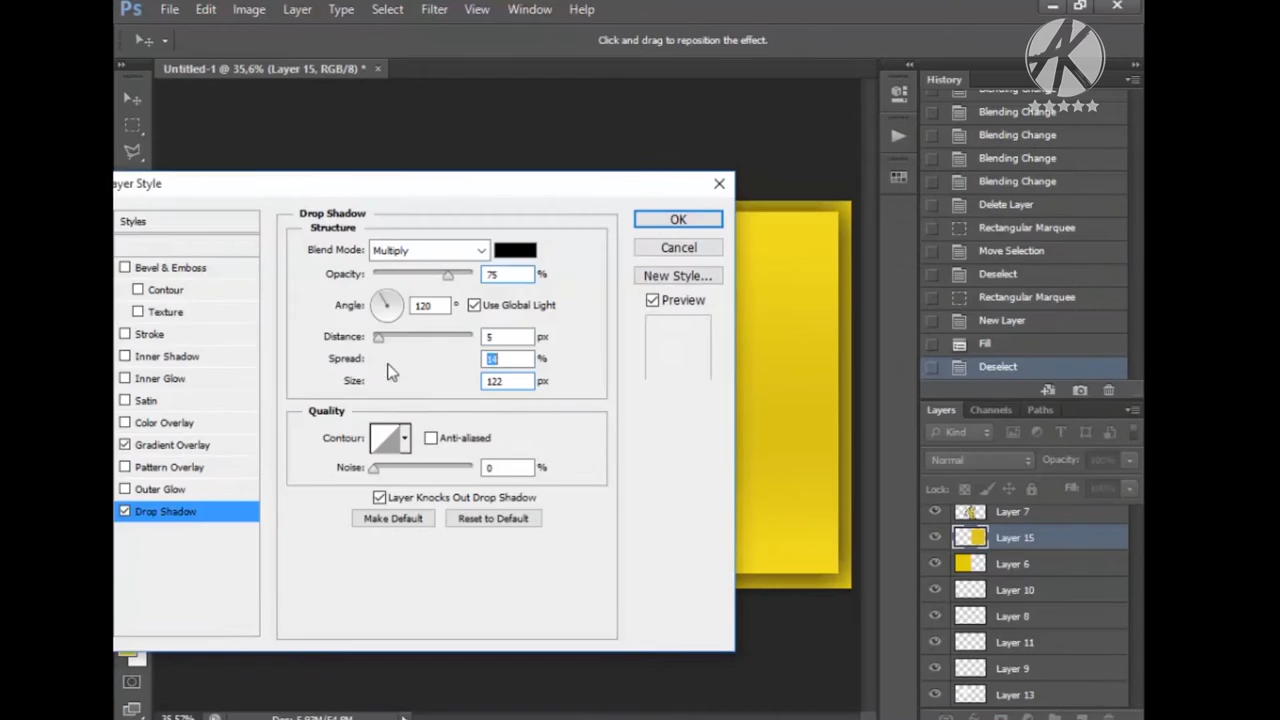 Ps File Edit Image Layer Type Select Filter View Window Help
Click and drag to reposition the effect.
Untitled-1 @ 35,6% (Layer 15, RGB/8) * ×
AK
History
Blending Change
Blending Change
Blending Change
Blending Change
Blending Change
Delete Layer
Rectangular Marquee
Move Selection
Deselect
Rectangular Marquee
New Layer
Fill
Deselect
ayer Style
Styles
Bevel & Emboss
Contour
Texture
Stroke
Inner Shadow
Inner Glow
Satin
Color Overlay
Gradient Overlay
Pattern Overlay
Outer Glow
Drop Shadow
Drop Shadow
Structure
Blend Mode: Multiply
Opacity: 75 %
Angle: 120 ° Use Global Light
Distance: 5 px
Spread: 14 %
Size: 122 px
Quality
Contour: Anti-aliased
Noise: 0 %
Layer Knocks Out Drop Shadow
Make Default Reset to Default
OK
Cancel
New Style...
Preview
Layers Channels Paths
Kind
Normal Opacity: 100%
Lock: Fill: 100%
Layer 7
Layer 15
Layer 6
Layer 10
Layer 8
Layer 11
Layer 9
Layer 13